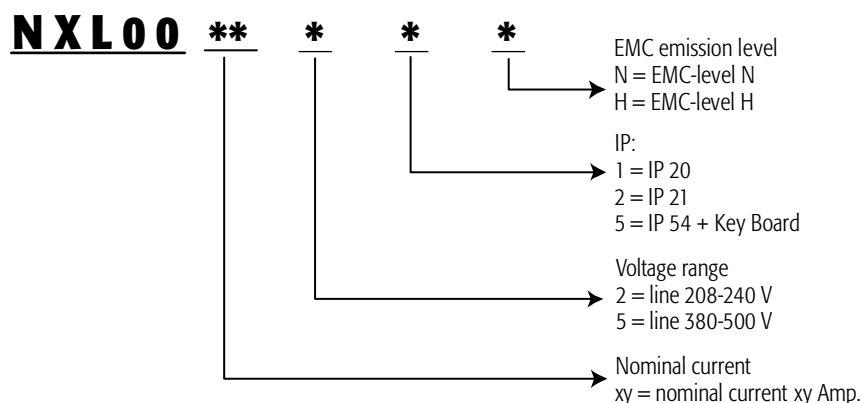 NXL00 ** * * *
EMC emission level
N = EMC-level N
H = EMC-level H
IP:
1 = IP 20
2 = IP 21
5 = IP 54 + Key Board
Voltage range
2 = line 208-240 V
5 = line 380-500 V
Nominal current
xy = nominal current xy Amp.